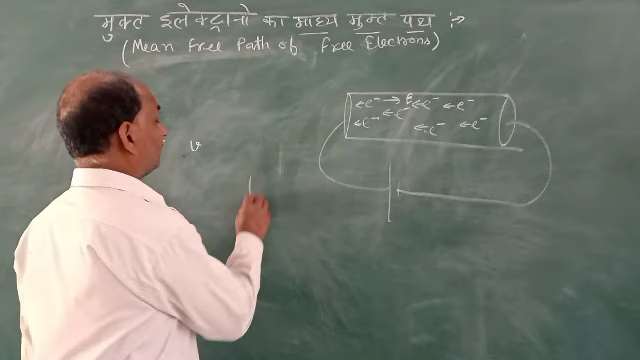 मुक्त इलेक्ट्रानो का माध्य मुक्त पथ :->
(Mean free Path of Free Electrons)
←e⁻ → E ←e⁻ ←e⁻
←e⁻
←e⁻ ←e⁻ ←e⁻
v